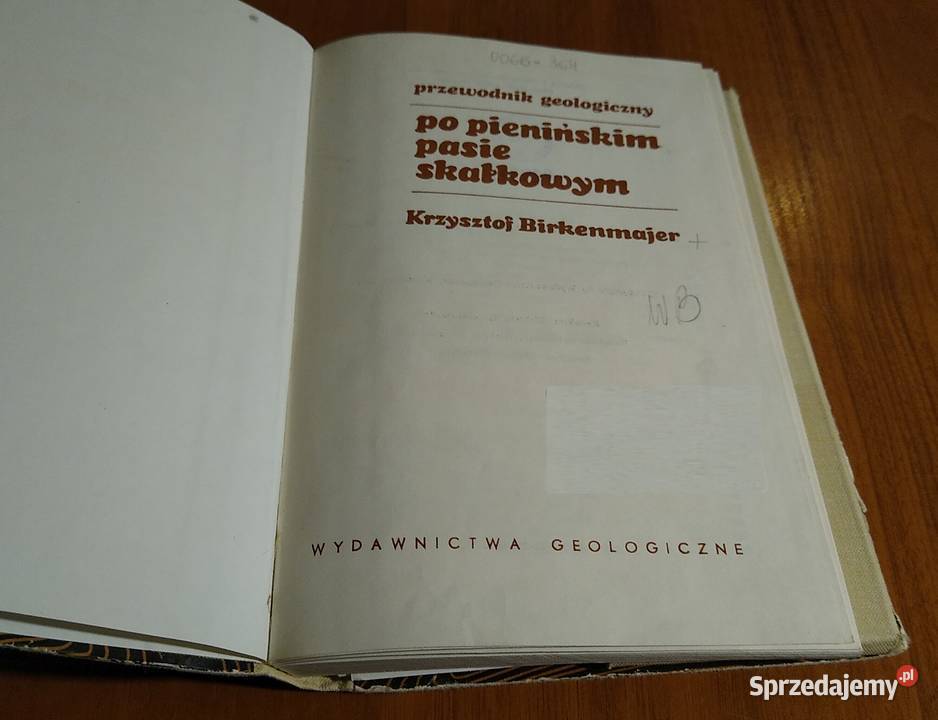 przewodnik geologiczny
po pienińskim
pasie
skałkowym
Krzysztof Birkenmajer +
WB
WYDAWNICTWA GEOLOGICZNE
Sprzedajemy.pl